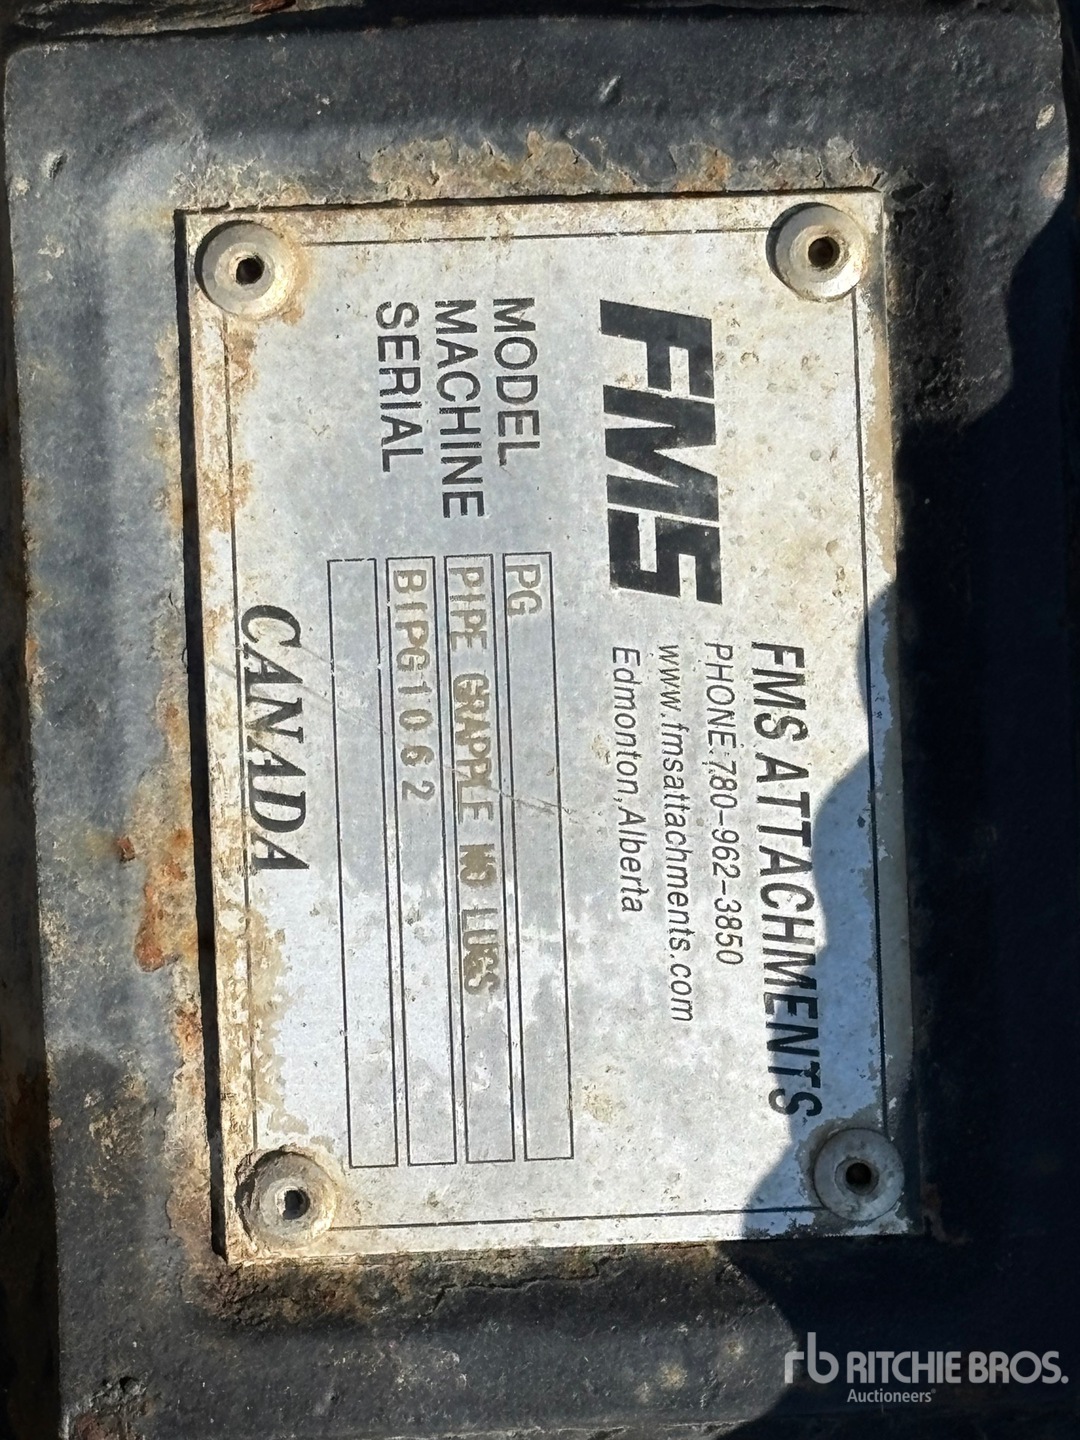 FMS
FMS ATTACHMENTS
PHONE:780-962-3850
www.fmsattachments.com
Edmonton, Alberta
MODEL PG
MACHINE PIPE GRAPPLE NO LUGS
SERIAL BIPG1062
CANADA
rb RITCHIE BROS.
Auctioneers